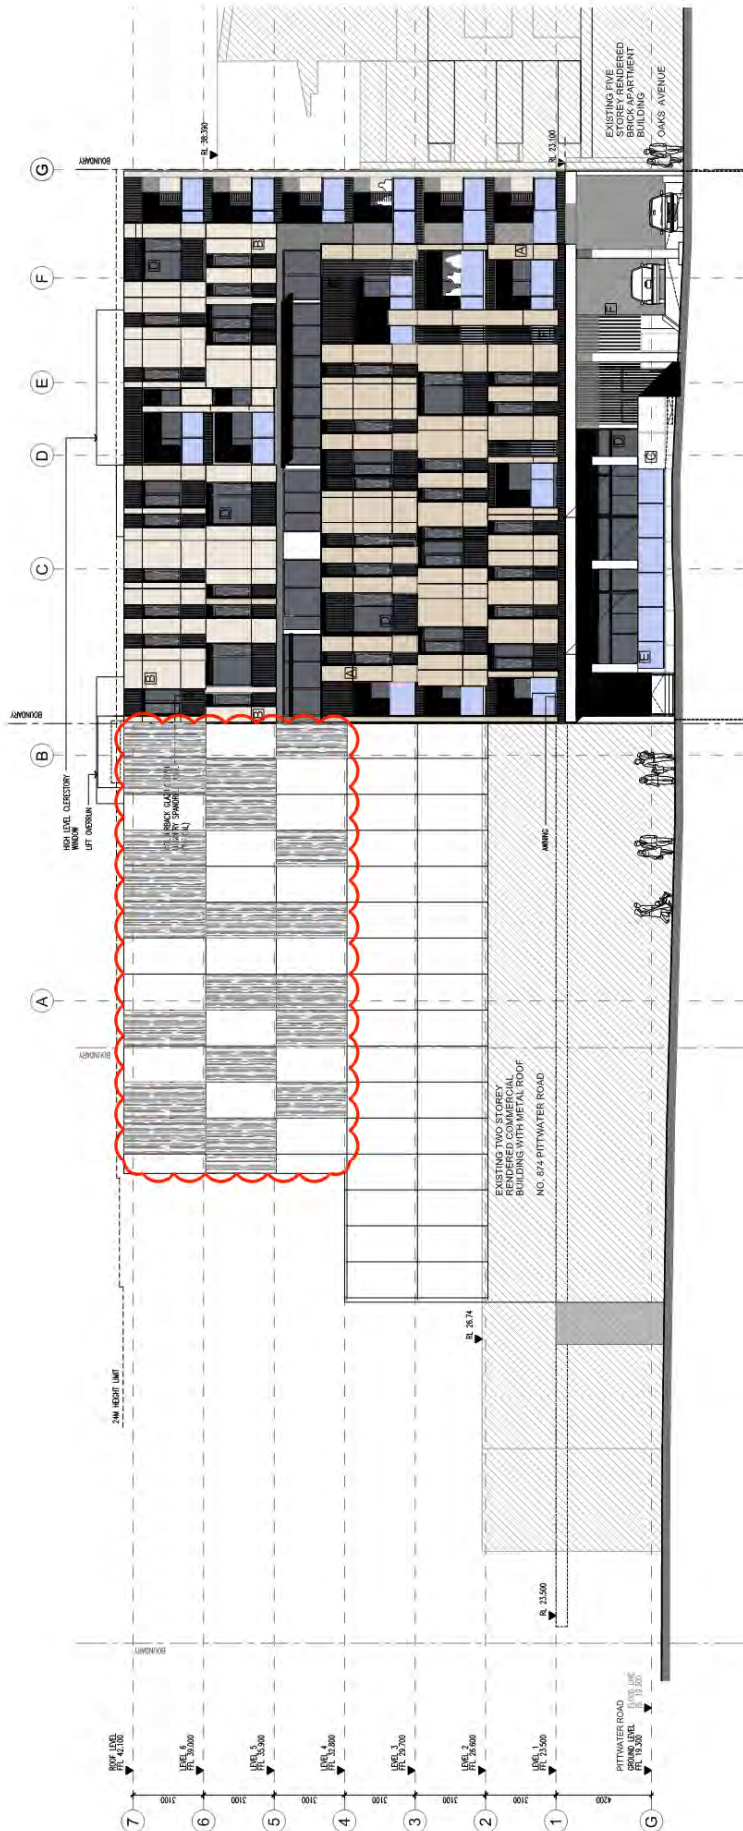 EXISTING FIVE
STOREY RENDERED
BRICK APARTMENT
BUILDING
OAKS AVENUE
RL 38.390
RL 23.100
BOUNDARY
G
F
E
D
C
BOUNDARY
B
A
HIGH LEVEL CLERESTORY
WINDOW
LIFT OVERRUN
D
B
A
F
D
C
D
D
B
A
B
E
AWNING
BOUNDARY
EXISTING TWO STOREY
RENDERED COMMERCIAL
BUILDING WITH METAL ROOF
NO. 674 PITTWATER ROAD
24M HEIGHT LIMIT
RL 26.74
RL 23.500
BOUNDARY
ROOF LEVEL
FFL 42.100
LEVEL 6
FFL 39.000
LEVEL 5
FFL 35.900
LEVEL 4
FFL 32.800
LEVEL 3
FFL 29.700
LEVEL 2
FFL 26.600
LEVEL 1
FFL 23.500
PITTWATER ROAD
GROUND LEVEL
FFL 19.300
3100
3100
3100
3100
3100
3100
4200
7
6
5
4
3
2
1
G